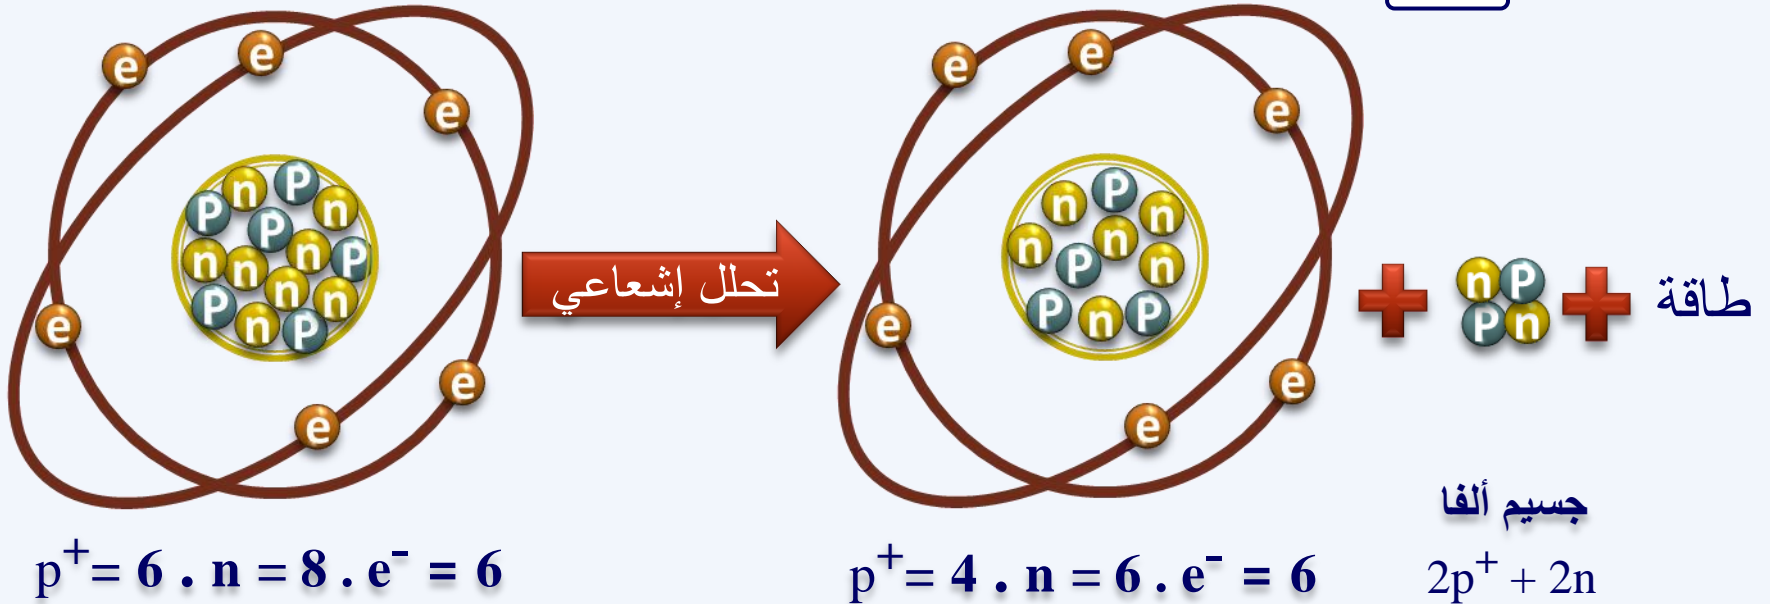 e e e e e e
n P n P P n n n P n P n n P n P
تحلل إشعاعي
e e e e e e
n P n n n P n P n P
n P P n
طاقة
جسيم ألفا
p⁺= 6 . n = 8 . e⁻ = 6
p⁺= 4 . n = 6 . e⁻ = 6
2p⁺ + 2n